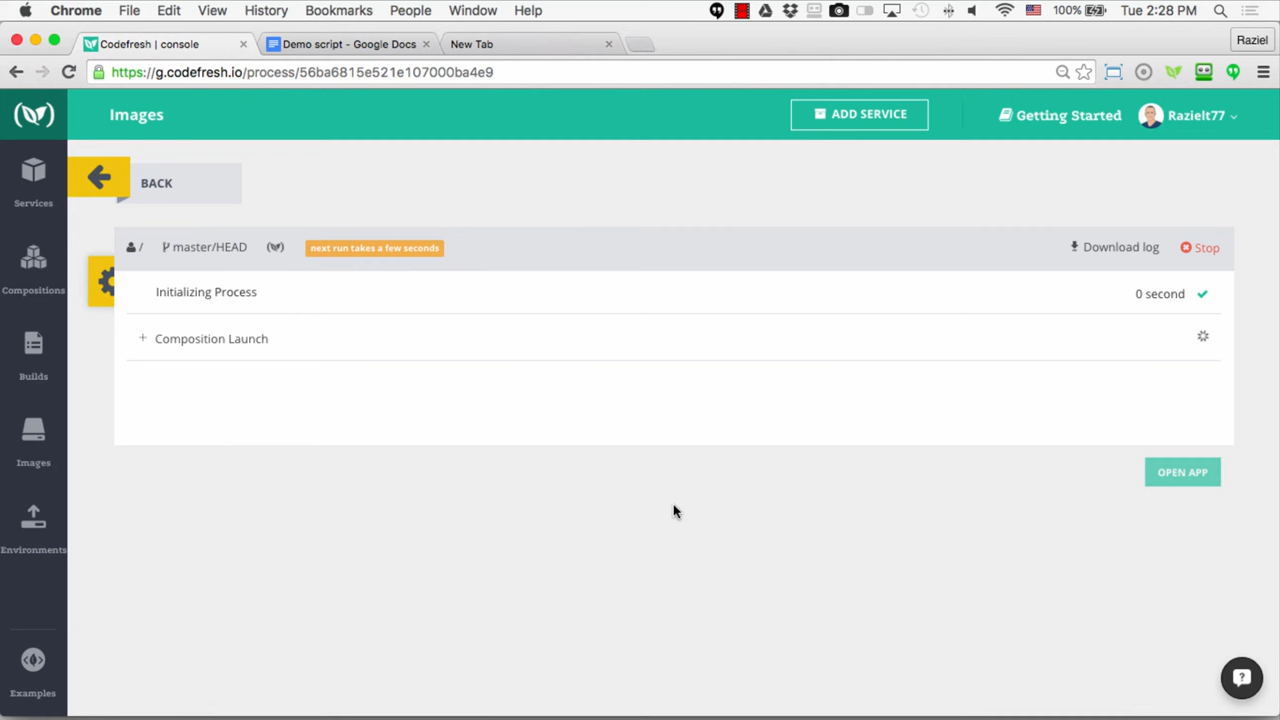 Chrome File Edit View History Bookmarks People Window Help 100% Tue 2:28 PM
Codefresh | console Demo script - Google Docs New Tab Raziel
https://g.codefresh.io/process/56ba6815e521e107000ba4e9
Images ADD SERVICE Getting Started Razielt77
BACK
Services
/ master/HEAD next run takes a few seconds Download log Stop
Initializing Process 0 second
Compositions
+ Composition Launch
Builds
Images
OPEN APP
Environments
Examples